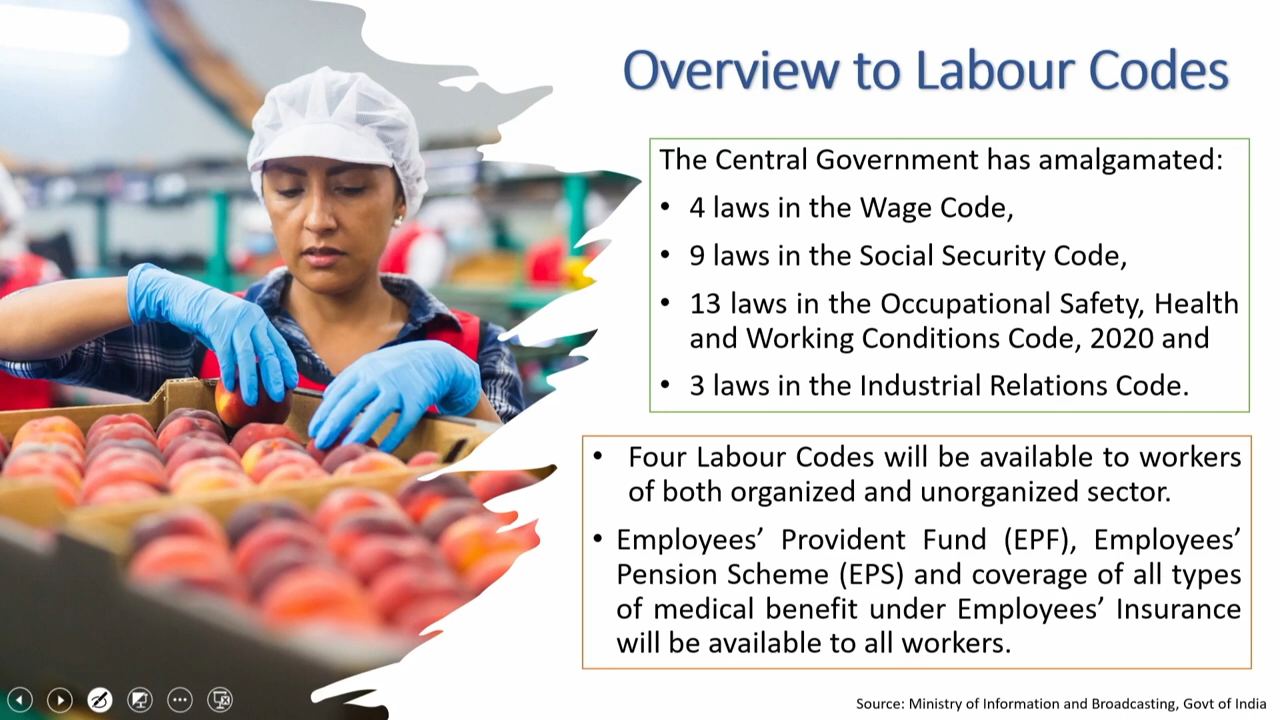 Overview to Labour Codes
The Central Government has amalgamated:
• 4 laws in the Wage Code,
• 9 laws in the Social Security Code,
• 13 laws in the Occupational Safety, Health
and Working Conditions Code, 2020 and
• 3 laws in the Industrial Relations Code.
• Four Labour Codes will be available to workers
of both organized and unorganized sector.
• Employees’ Provident Fund (EPF), Employees’
Pension Scheme (EPS) and coverage of all types
of medical benefit under Employees’ Insurance
will be available to all workers.
Source: Ministry of Information and Broadcasting, Govt of India